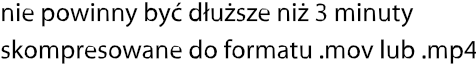 nie powinny być dłuższe niż 3 minuty
skompresowane do formatu .mov lub .mp4